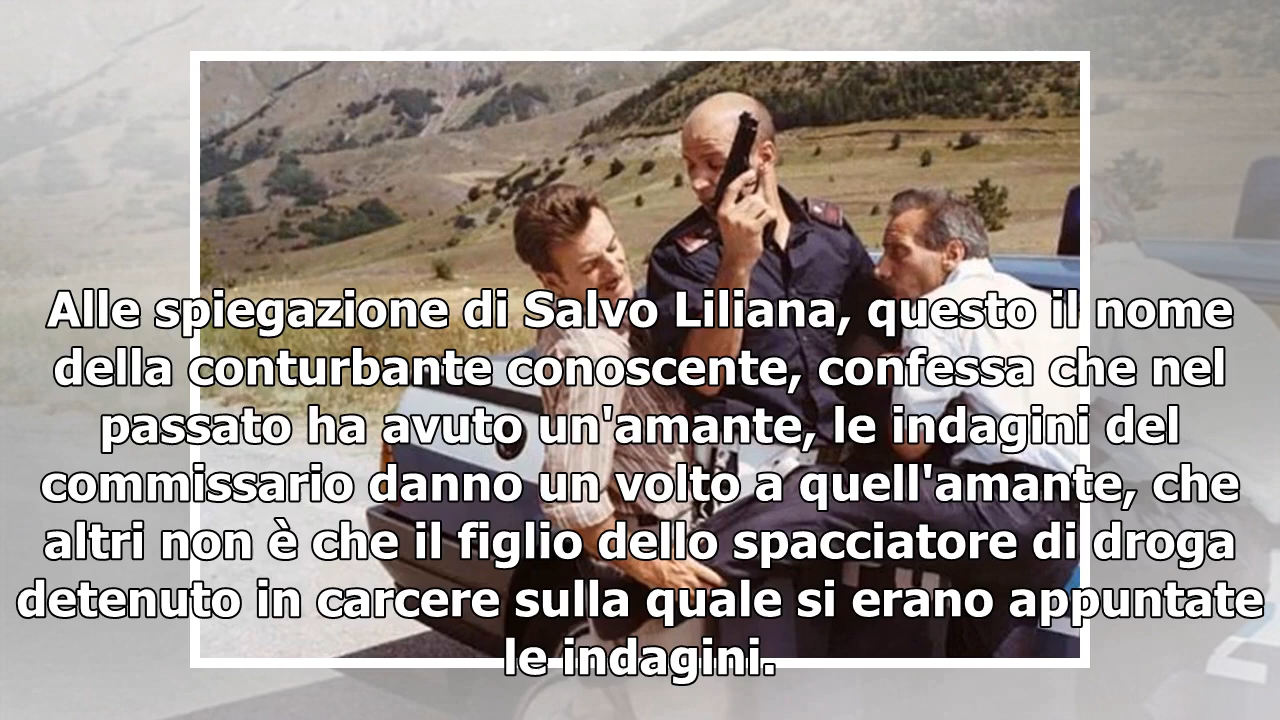 Alle spiegazione di Salvo Liliana, questo il nome
della conturbante conoscente, confessa che nel
passato ha avuto un'amante, le indagini del
commissario danno un volto a quell'amante, che
altri non è che il figlio dello spacciatore di droga
detenuto in carcere sulla quale si erano appuntate
le indagini.